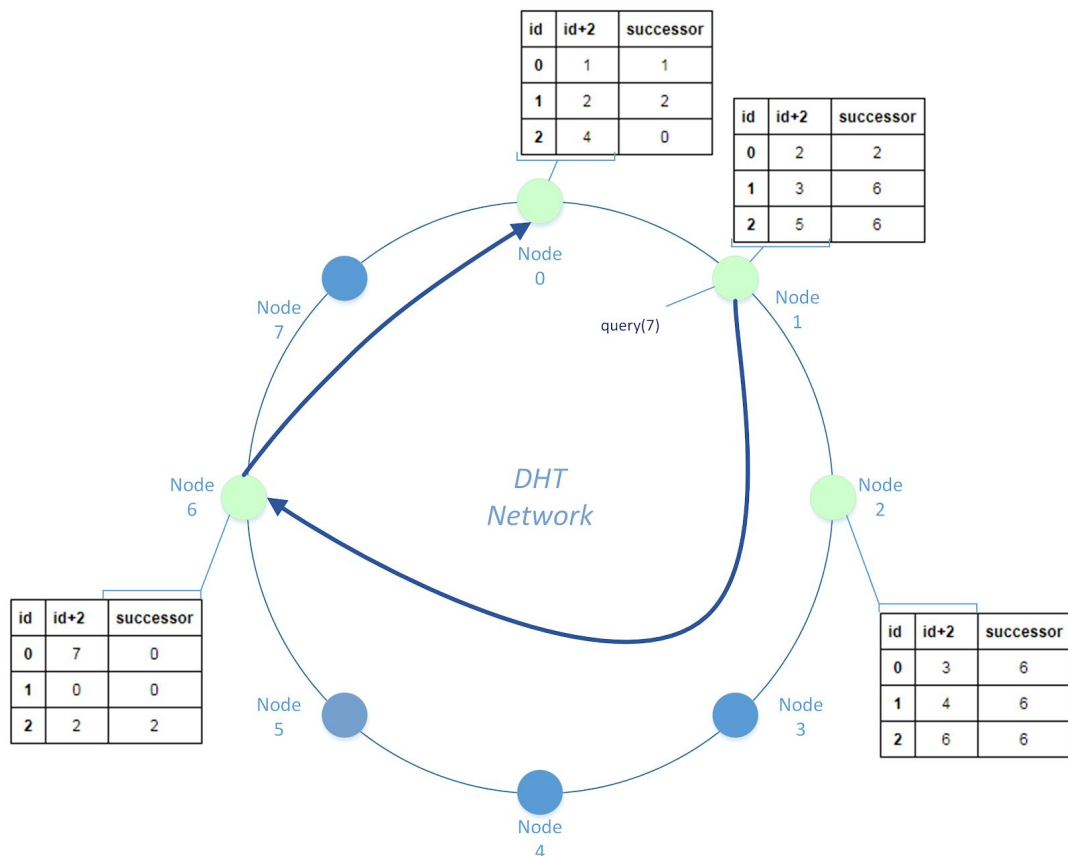 id id+2 successor
0 1 1
1 2 2
2 4 0
id id+2 successor
0 2 2
1 3 6
2 5 6
Node
0
Node
1
Node
7
query(7)
DHT
Network
Node
6
Node
2
id id+2 successor
0 7 0
1 0 0
2 2 2
id id+2 successor
0 3 6
1 4 6
2 6 6
Node
5
Node
3
Node
4